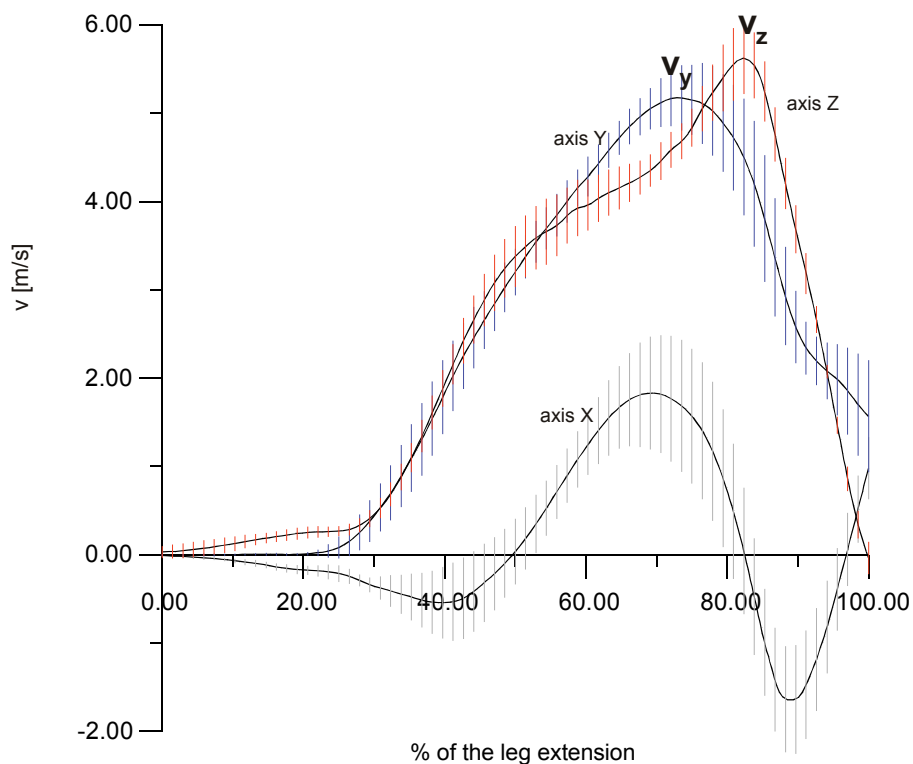 6.00
4.00
2.00
0.00
-2.00
v [m/s]
Vy
Vz
axis Y
axis Z
axis X
0.00
20.00
40.00
60.00
80.00
100.00
% of the leg extension